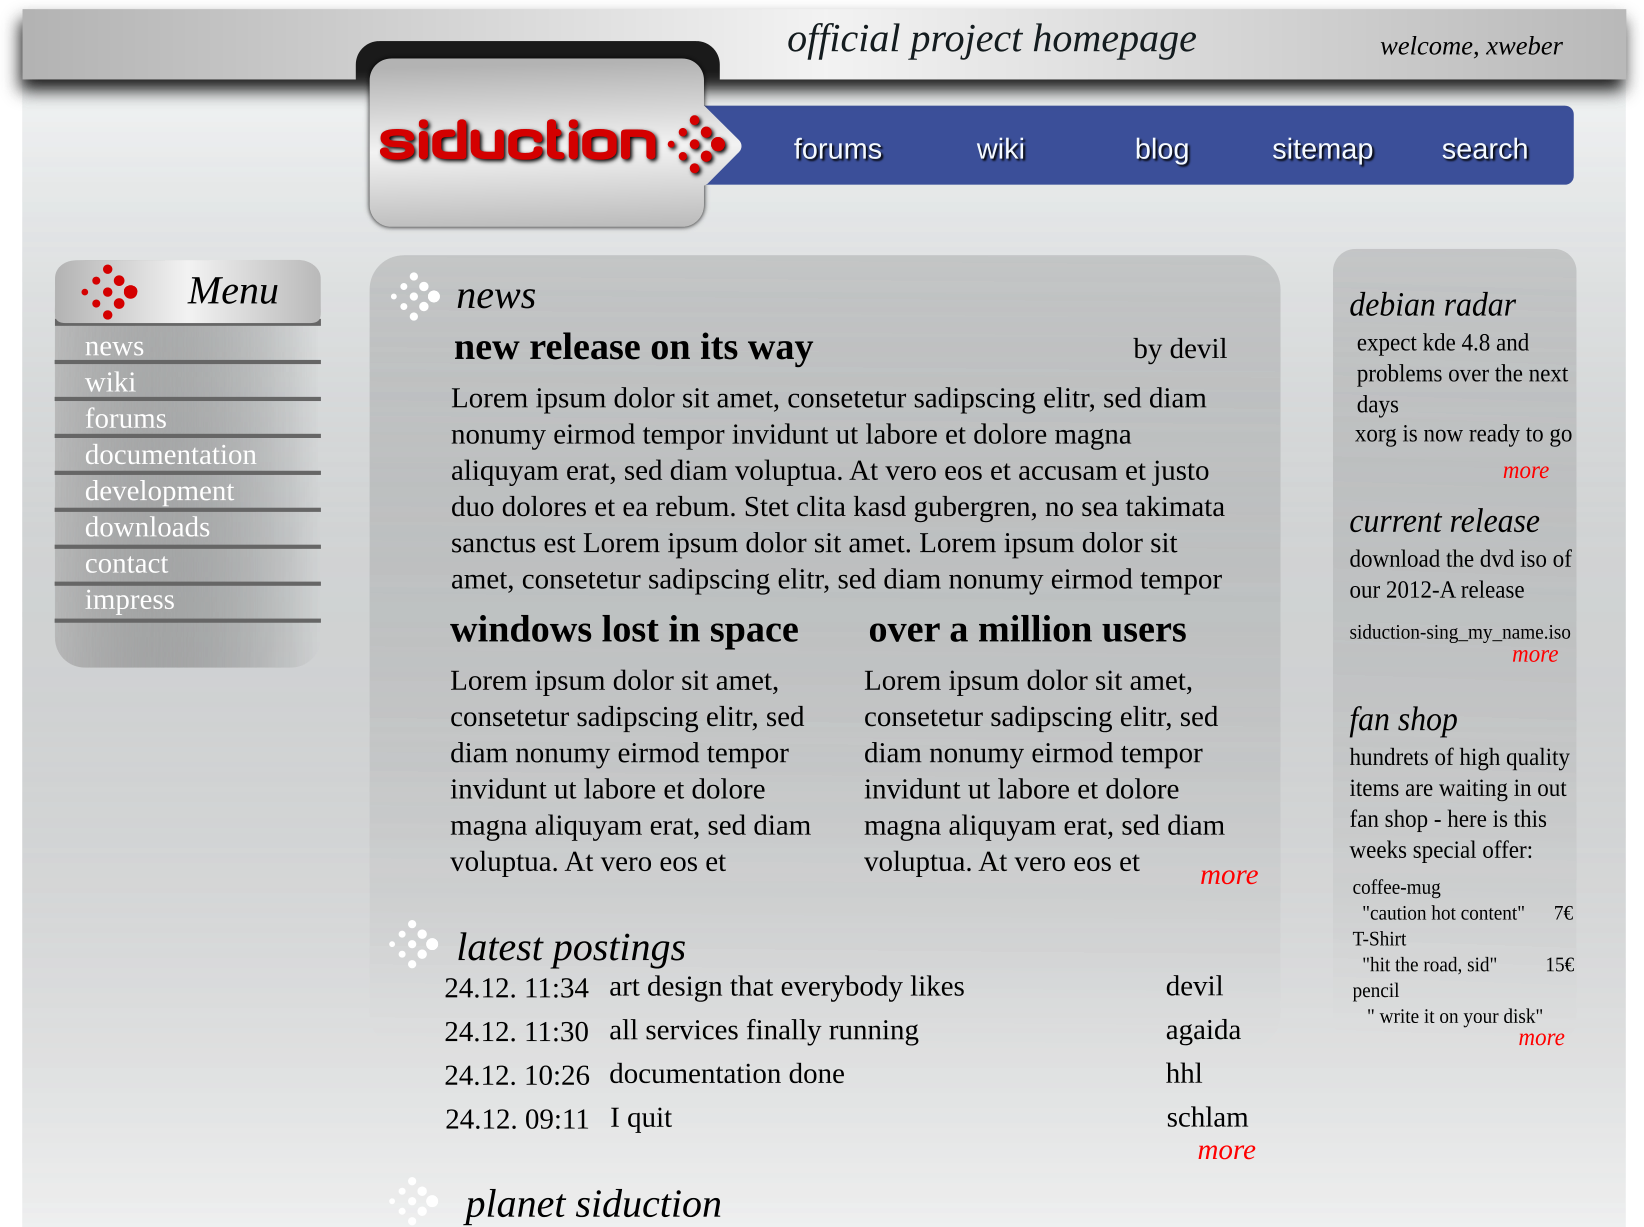 official project homepage
welcome, xweber
siduction
forums wiki blog sitemap search
Menu
news
wiki
forums
documentation
development
downloads
contact
impress
news
new release on its way by devil
Lorem ipsum dolor sit amet, consetetur sadipscing elitr, sed diam
nonumy eirmod tempor invidunt ut labore et dolore magna
aliquyam erat, sed diam voluptua. At vero eos et accusam et justo
duo dolores et ea rebum. Stet clita kasd gubergren, no sea takimata
sanctus est Lorem ipsum dolor sit amet. Lorem ipsum dolor sit
amet, consetetur sadipscing elitr, sed diam nonumy eirmod tempor
windows lost in space
Lorem ipsum dolor sit amet,
consetetur sadipscing elitr, sed
diam nonumy eirmod tempor
invidunt ut labore et dolore
magna aliquyam erat, sed diam
voluptua. At vero eos et
over a million users
Lorem ipsum dolor sit amet,
consetetur sadipscing elitr, sed
diam nonumy eirmod tempor
invidunt ut labore et dolore
magna aliquyam erat, sed diam
voluptua. At vero eos et
more
latest postings
24.12. 11:34 art design that everybody likes devil
24.12. 11:30 all services finally running agaida
24.12. 10:26 documentation done hhl
24.12. 09:11 I quit schlam
more
planet siduction
debian radar
expect kde 4.8 and
problems over the next
days
xorg is now ready to go
more
current release
download the dvd iso of
our 2012-A release
siduction-sing_my_name.iso
more
fan shop
hundrets of high quality
items are waiting in out
fan shop - here is this
weeks special offer:
coffee-mug
"caution hot content" 7€
T-Shirt
"hit the road, sid" 15€
pencil
" write it on your disk"
more